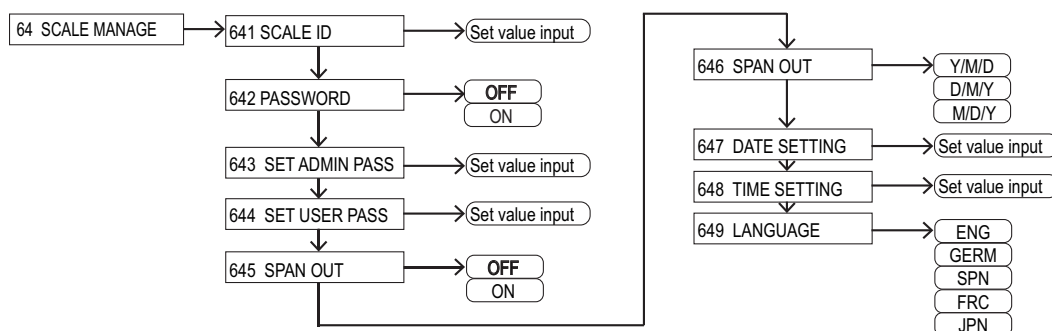 64 SCALE MANAGE
641 SCALE ID
Set value input
642 PASSWORD
OFF
ON
643 SET ADMIN PASS
Set value input
644 SET USER PASS
Set value input
645 SPAN OUT
OFF
ON
646 SPAN OUT
Y/M/D
D/M/Y
M/D/Y
647 DATE SETTING
Set value input
648 TIME SETTING
Set value input
649 LANGUAGE
ENG
GERM
SPN
FRC
JPN